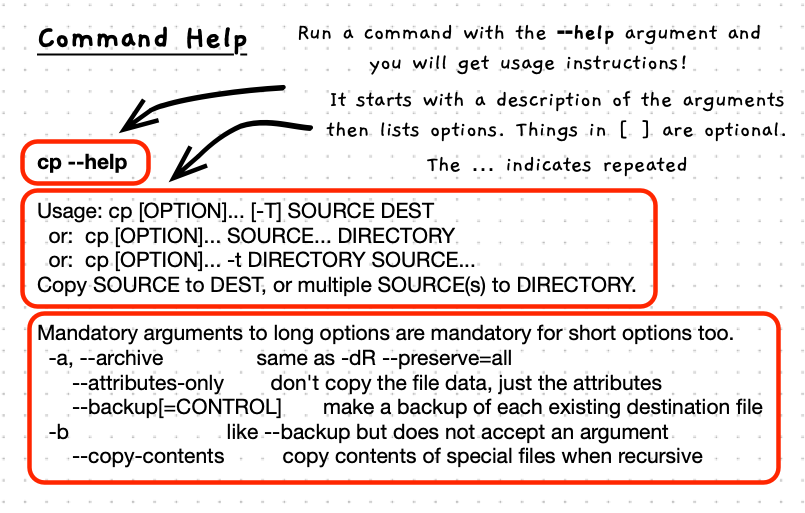 Command Help
Run a command with the --help argument and
you will get usage instructions!
It starts with a description of the arguments
then lists options. Things in [ ] are optional.
The ... indicates repeated
cp --help
Usage: cp [OPTION]... [-T] SOURCE DEST
or: cp [OPTION]... SOURCE... DIRECTORY
or: cp [OPTION]... -t DIRECTORY SOURCE...
Copy SOURCE to DEST, or multiple SOURCE(s) to DIRECTORY.
Mandatory arguments to long options are mandatory for short options too.
-a, --archive same as -dR --preserve=all
--attributes-only don't copy the file data, just the attributes
--backup[=CONTROL] make a backup of each existing destination file
-b like --backup but does not accept an argument
--copy-contents copy contents of special files when recursive